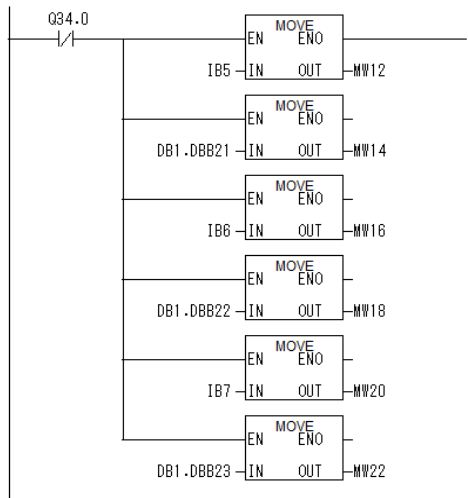 Q34.0
MOVE
EN ENO
IB5 IN OUT MW12
MOVE
EN ENO
DB1.DBB21 IN OUT MW14
MOVE
EN ENO
IB6 IN OUT MW16
MOVE
EN ENO
DB1.DBB22 IN OUT MW18
MOVE
EN ENO
IB7 IN OUT MW20
MOVE
EN ENO
DB1.DBB23 IN OUT MW22